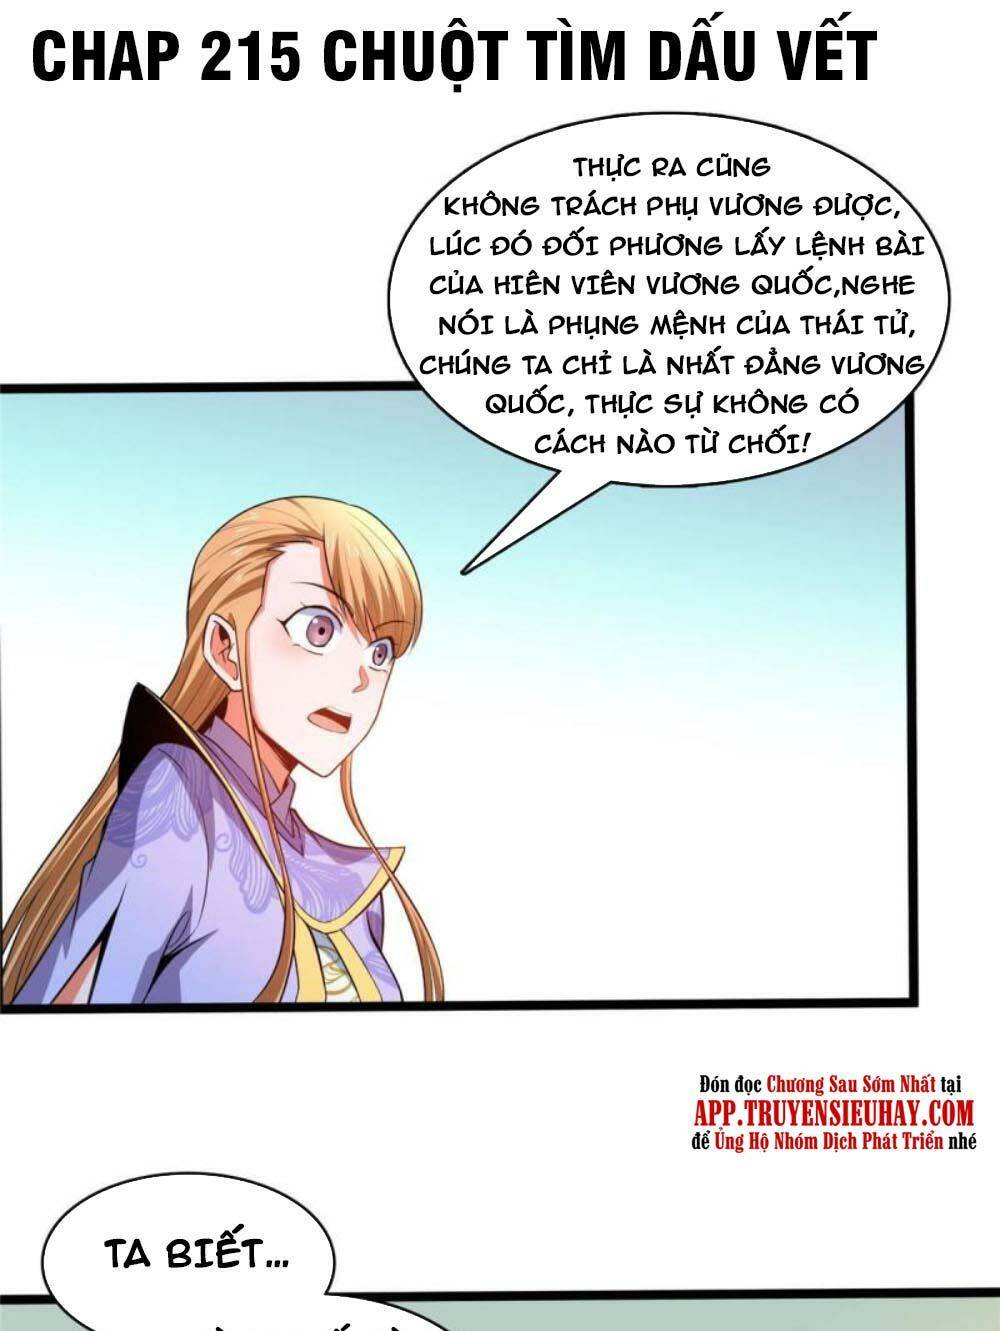 CHAP 215 CHUỘT TÌM DẤU VẾT
THỰC RA CŨNG
KHÔNG TRÁCH PHỤ VƯƠNG ĐƯỢC,
LÚC ĐÓ ĐỐI PHƯƠNG LẤY LỆNH BÀI
CỦA HIÊN VIÊN VƯƠNG QUỐC,NGHE
NÓI LÀ PHỤNG MỆNH CỦA THÁI TỬ,
CHÚNG TA CHỈ LÀ NHẤT ĐẲNG VƯƠNG
QUỐC, THỰC SỰ KHÔNG CÓ
CÁCH NÀO TỪ CHỐI!
Đón đọc Chương Sau Sớm Nhất tại
APP.TRUYENSIEUHAY.COM
để Ủng Hộ Nhóm Dịch Phát Triển nhé
TA BIẾT...